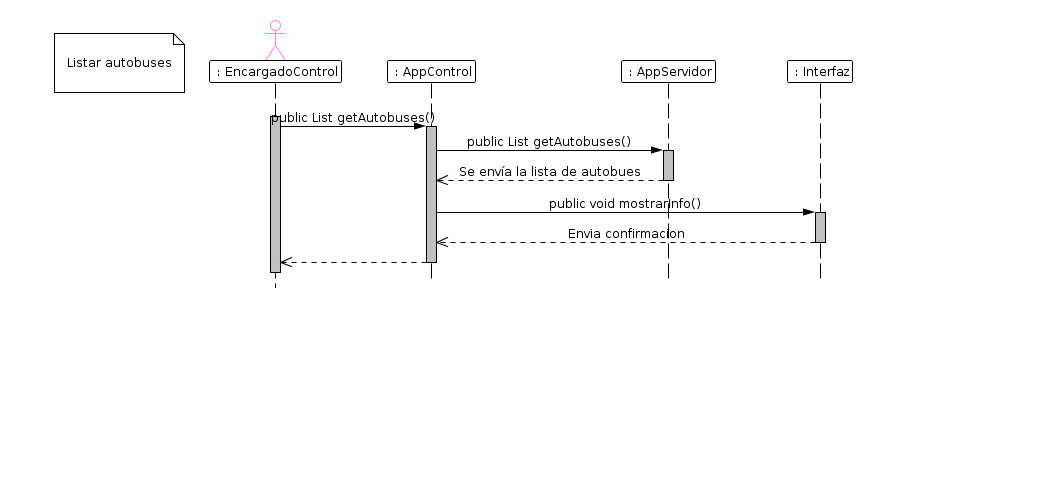 Listar autobuses
: EncargadoControl
: AppControl
: AppServidor
: Interfaz
public List getAutobuses()
public List getAutobuses()
Se envía la lista de autobues
public void mostrarInfo()
Envia confirmacion